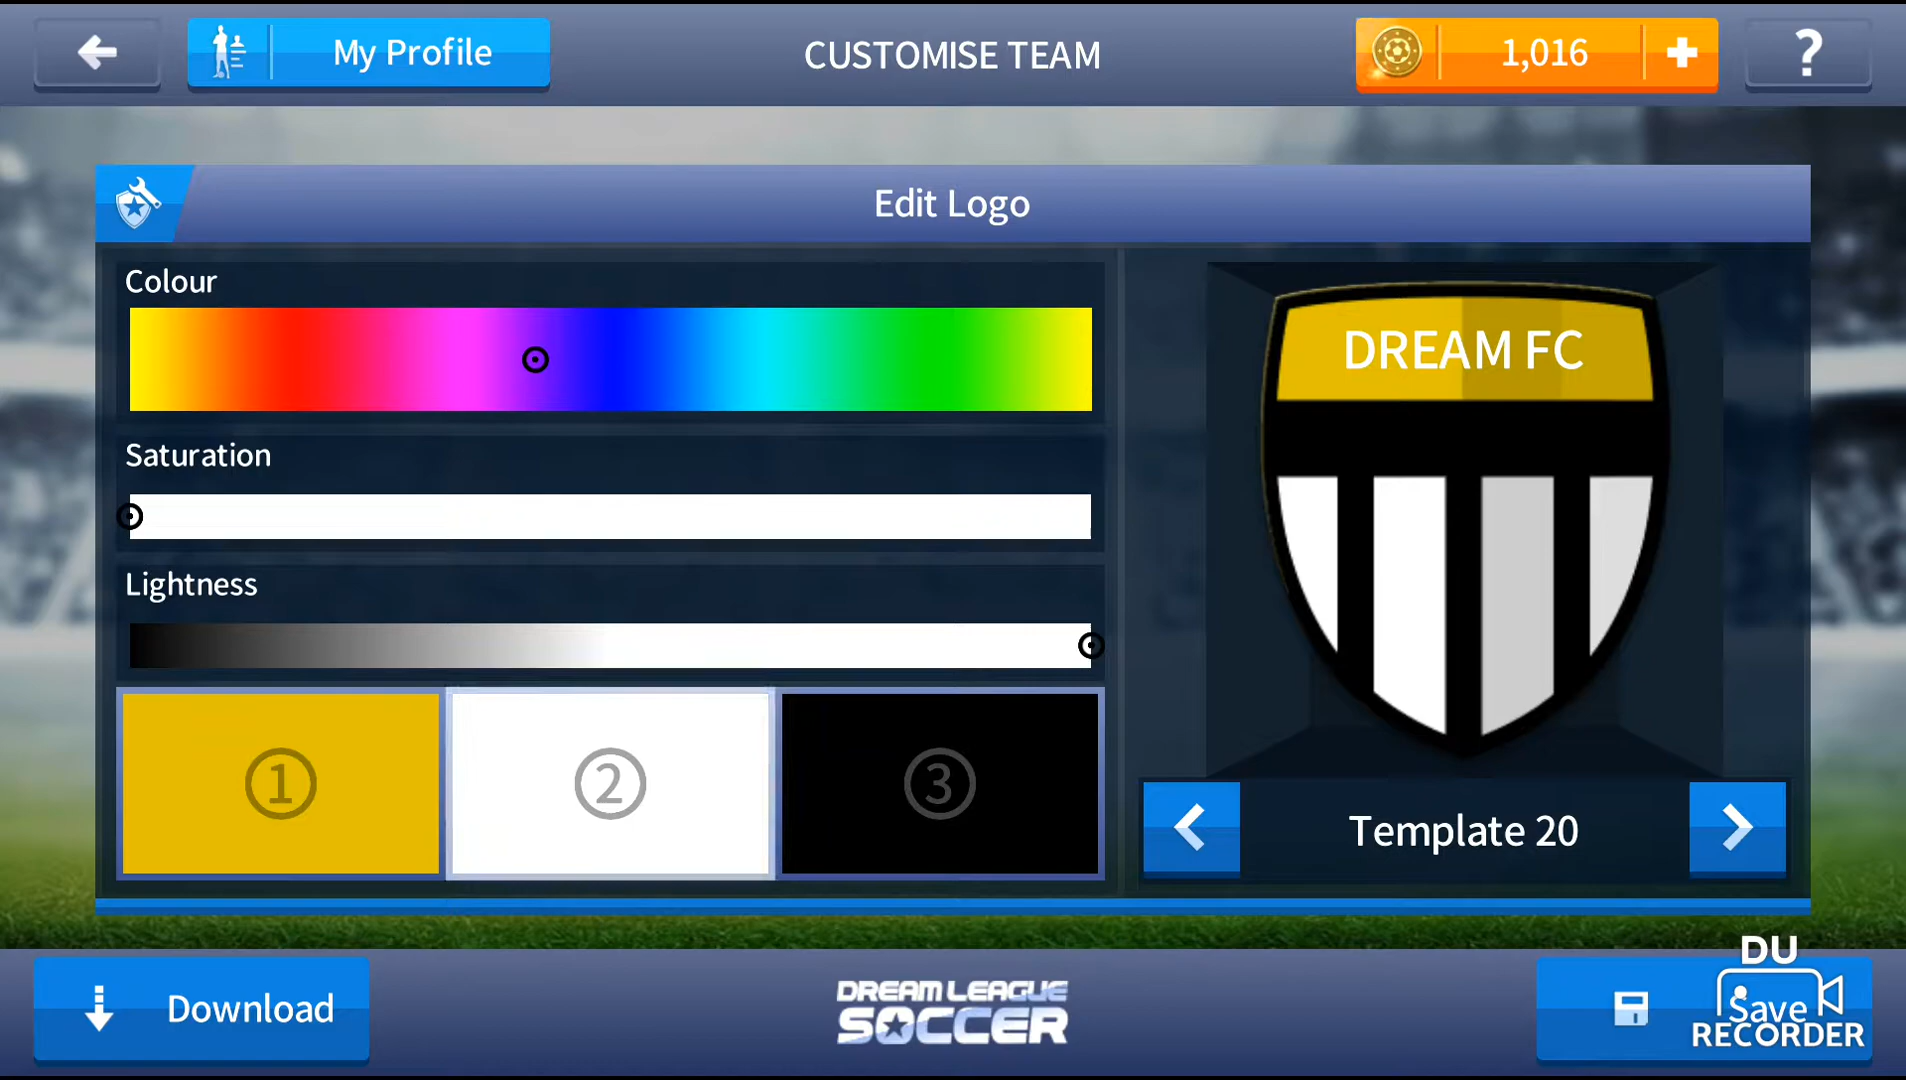 My Profile
CUSTOMISE TEAM
1,016
?
Edit Logo
Colour
Saturation
Lightness
1
2
3
DREAM FC
Template 20
Download
DREAM LEAGUE
SOCCER
DU
Save
RECORDER